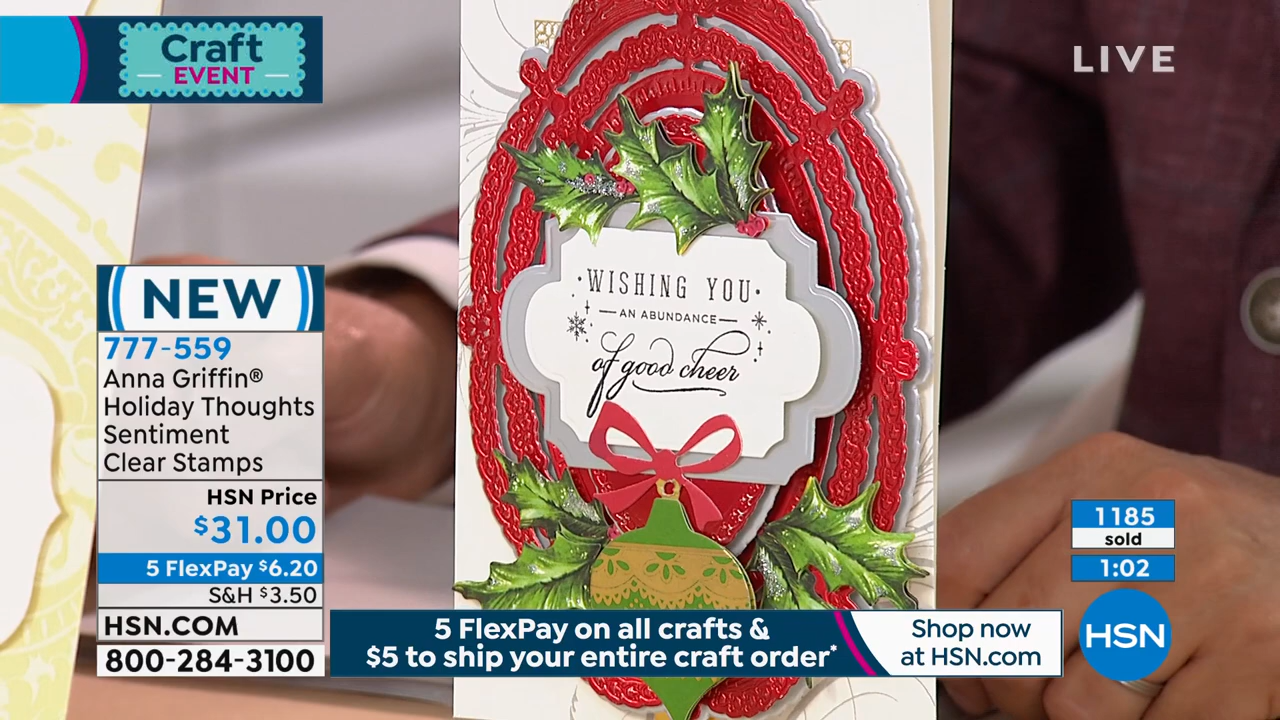 Craft
EVENT
LIVE
NEW
777-559
Anna Griffin®
Holiday Thoughts
Sentiment
Clear Stamps
HSN Price
$31.00
5 FlexPay $6.20
S&H $3.50
HSN.COM
800-284-3100
•WISHING YOU•
—AN ABUNDANCE—
of good cheer
1185
sold
1:02
5 FlexPay on all crafts &
$5 to ship your entire craft order*
Shop now
at HSN.com
HSN